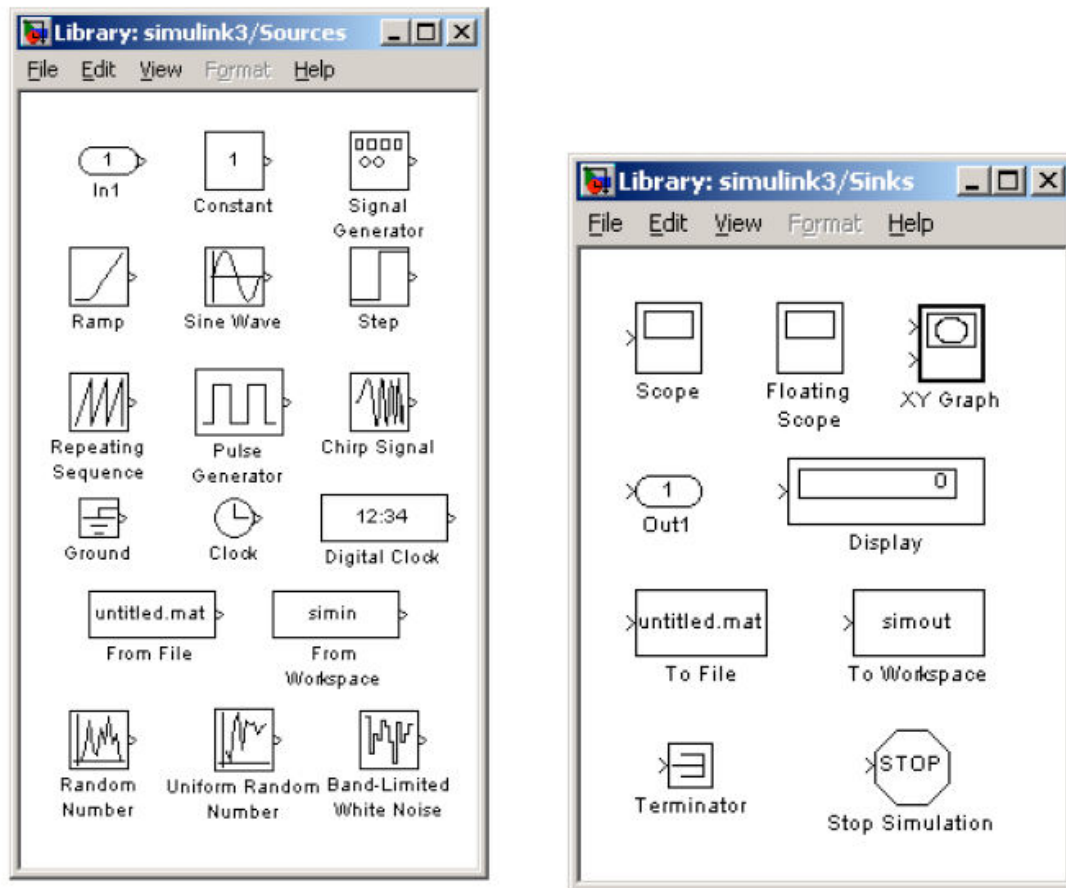 Library: simulink3/Sources
File Edit View Format Help
1
In1
1
Constant
Signal
Generator
Ramp
Sine Wave
Step
Repeating
Sequence
Pulse
Generator
Chirp Signal
Ground
Clock
12:34
Digital Clock
untitled.mat
From File
simin
From
Workspace
Random
Number
Uniform Random
Number
Band-Limited
White Noise
Library: simulink3/Sinks
File Edit View Format Help
Scope
Floating
Scope
XY Graph
1
Out1
0
Display
untitled.mat
To File
simout
To Workspace
Terminator
STOP
Stop Simulation